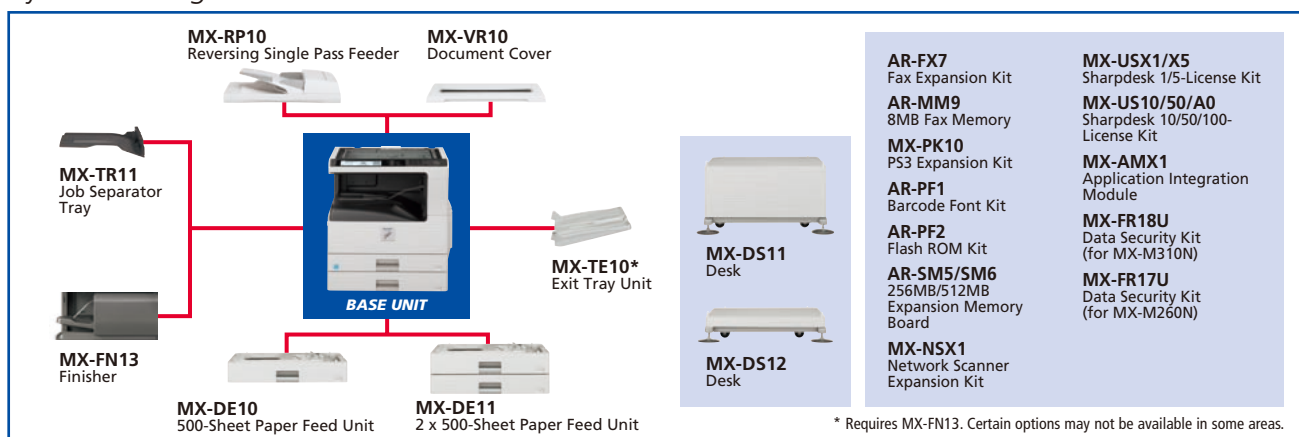 MX-RP10
Reversing Single Pass Feeder
MX-VR10
Document Cover
MX-TR11
Job Separator
Tray
MX-FN13
Finisher
BASE UNIT
MX-TE10*
Exit Tray Unit
MX-DE10
500-Sheet Paper Feed Unit
MX-DE11
2 x 500-Sheet Paper Feed Unit
MX-DS11
Desk
MX-DS12
Desk
AR-FX7
Fax Expansion Kit
AR-MM9
8MB Fax Memory
MX-PK10
PS3 Expansion Kit
AR-PF1
Barcode Font Kit
AR-PF2
Flash ROM Kit
AR-SM5/SM6
256MB/512MB
Expansion Memory
Board
MX-NSX1
Network Scanner
Expansion Kit
MX-USX1/X5
Sharpdesk 1/5-License Kit
MX-US10/50/A0
Sharpdesk 10/50/100-
License Kit
MX-AMX1
Application Integration
Module
MX-FR18U
Data Security Kit
(for MX-M310N)
MX-FR17U
Data Security Kit
(for MX-M260N)
* Requires MX-FN13. Certain options may not be available in some areas.